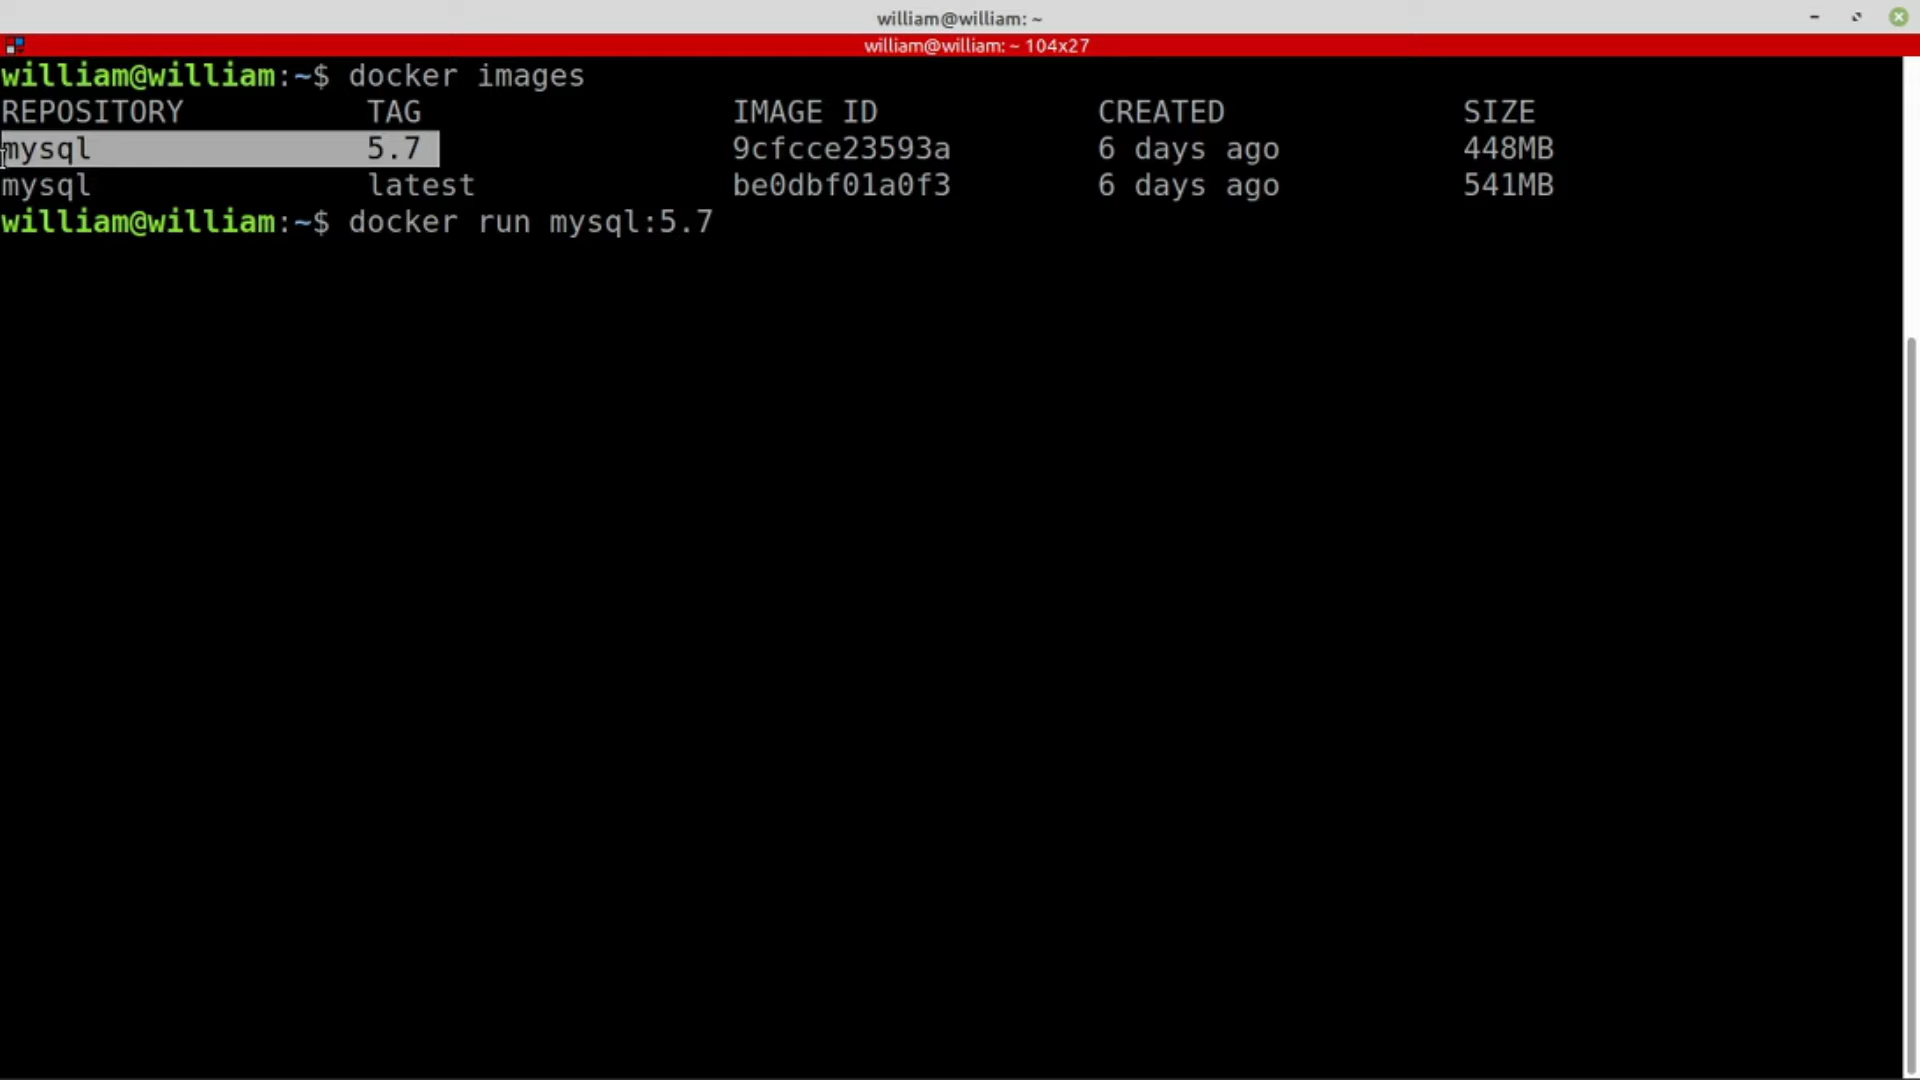 william@william: ~
william@william: ~ 104x27
william@william:~$ docker images
REPOSITORY TAG IMAGE ID CREATED SIZE
mysql 5.7 9cfcce23593a 6 days ago 448MB
mysql latest be0dbf01a0f3 6 days ago 541MB
william@william:~$ docker run mysql:5.7